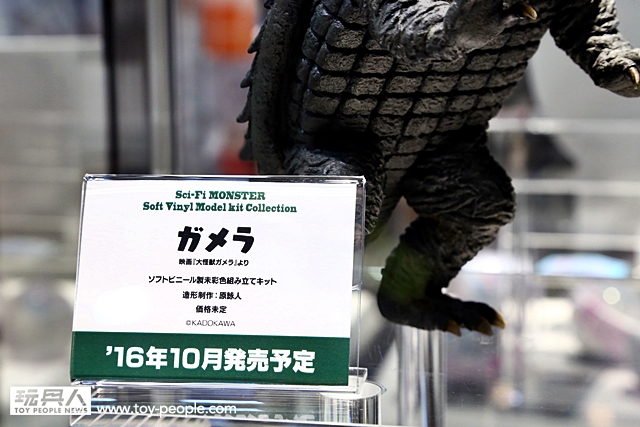 Sci-Fi MONSTER
Soft Vinyl Model kit Collection
ガメラ
映画『大怪獣ガメラ』より
ソフトビニール製未彩色組み立てキット
造形制作：原詠人
価格未定
©KADOKAWA
'16年10月発売予定
玩具人
TOY PEOPLE NEWS
www.toy-people.com